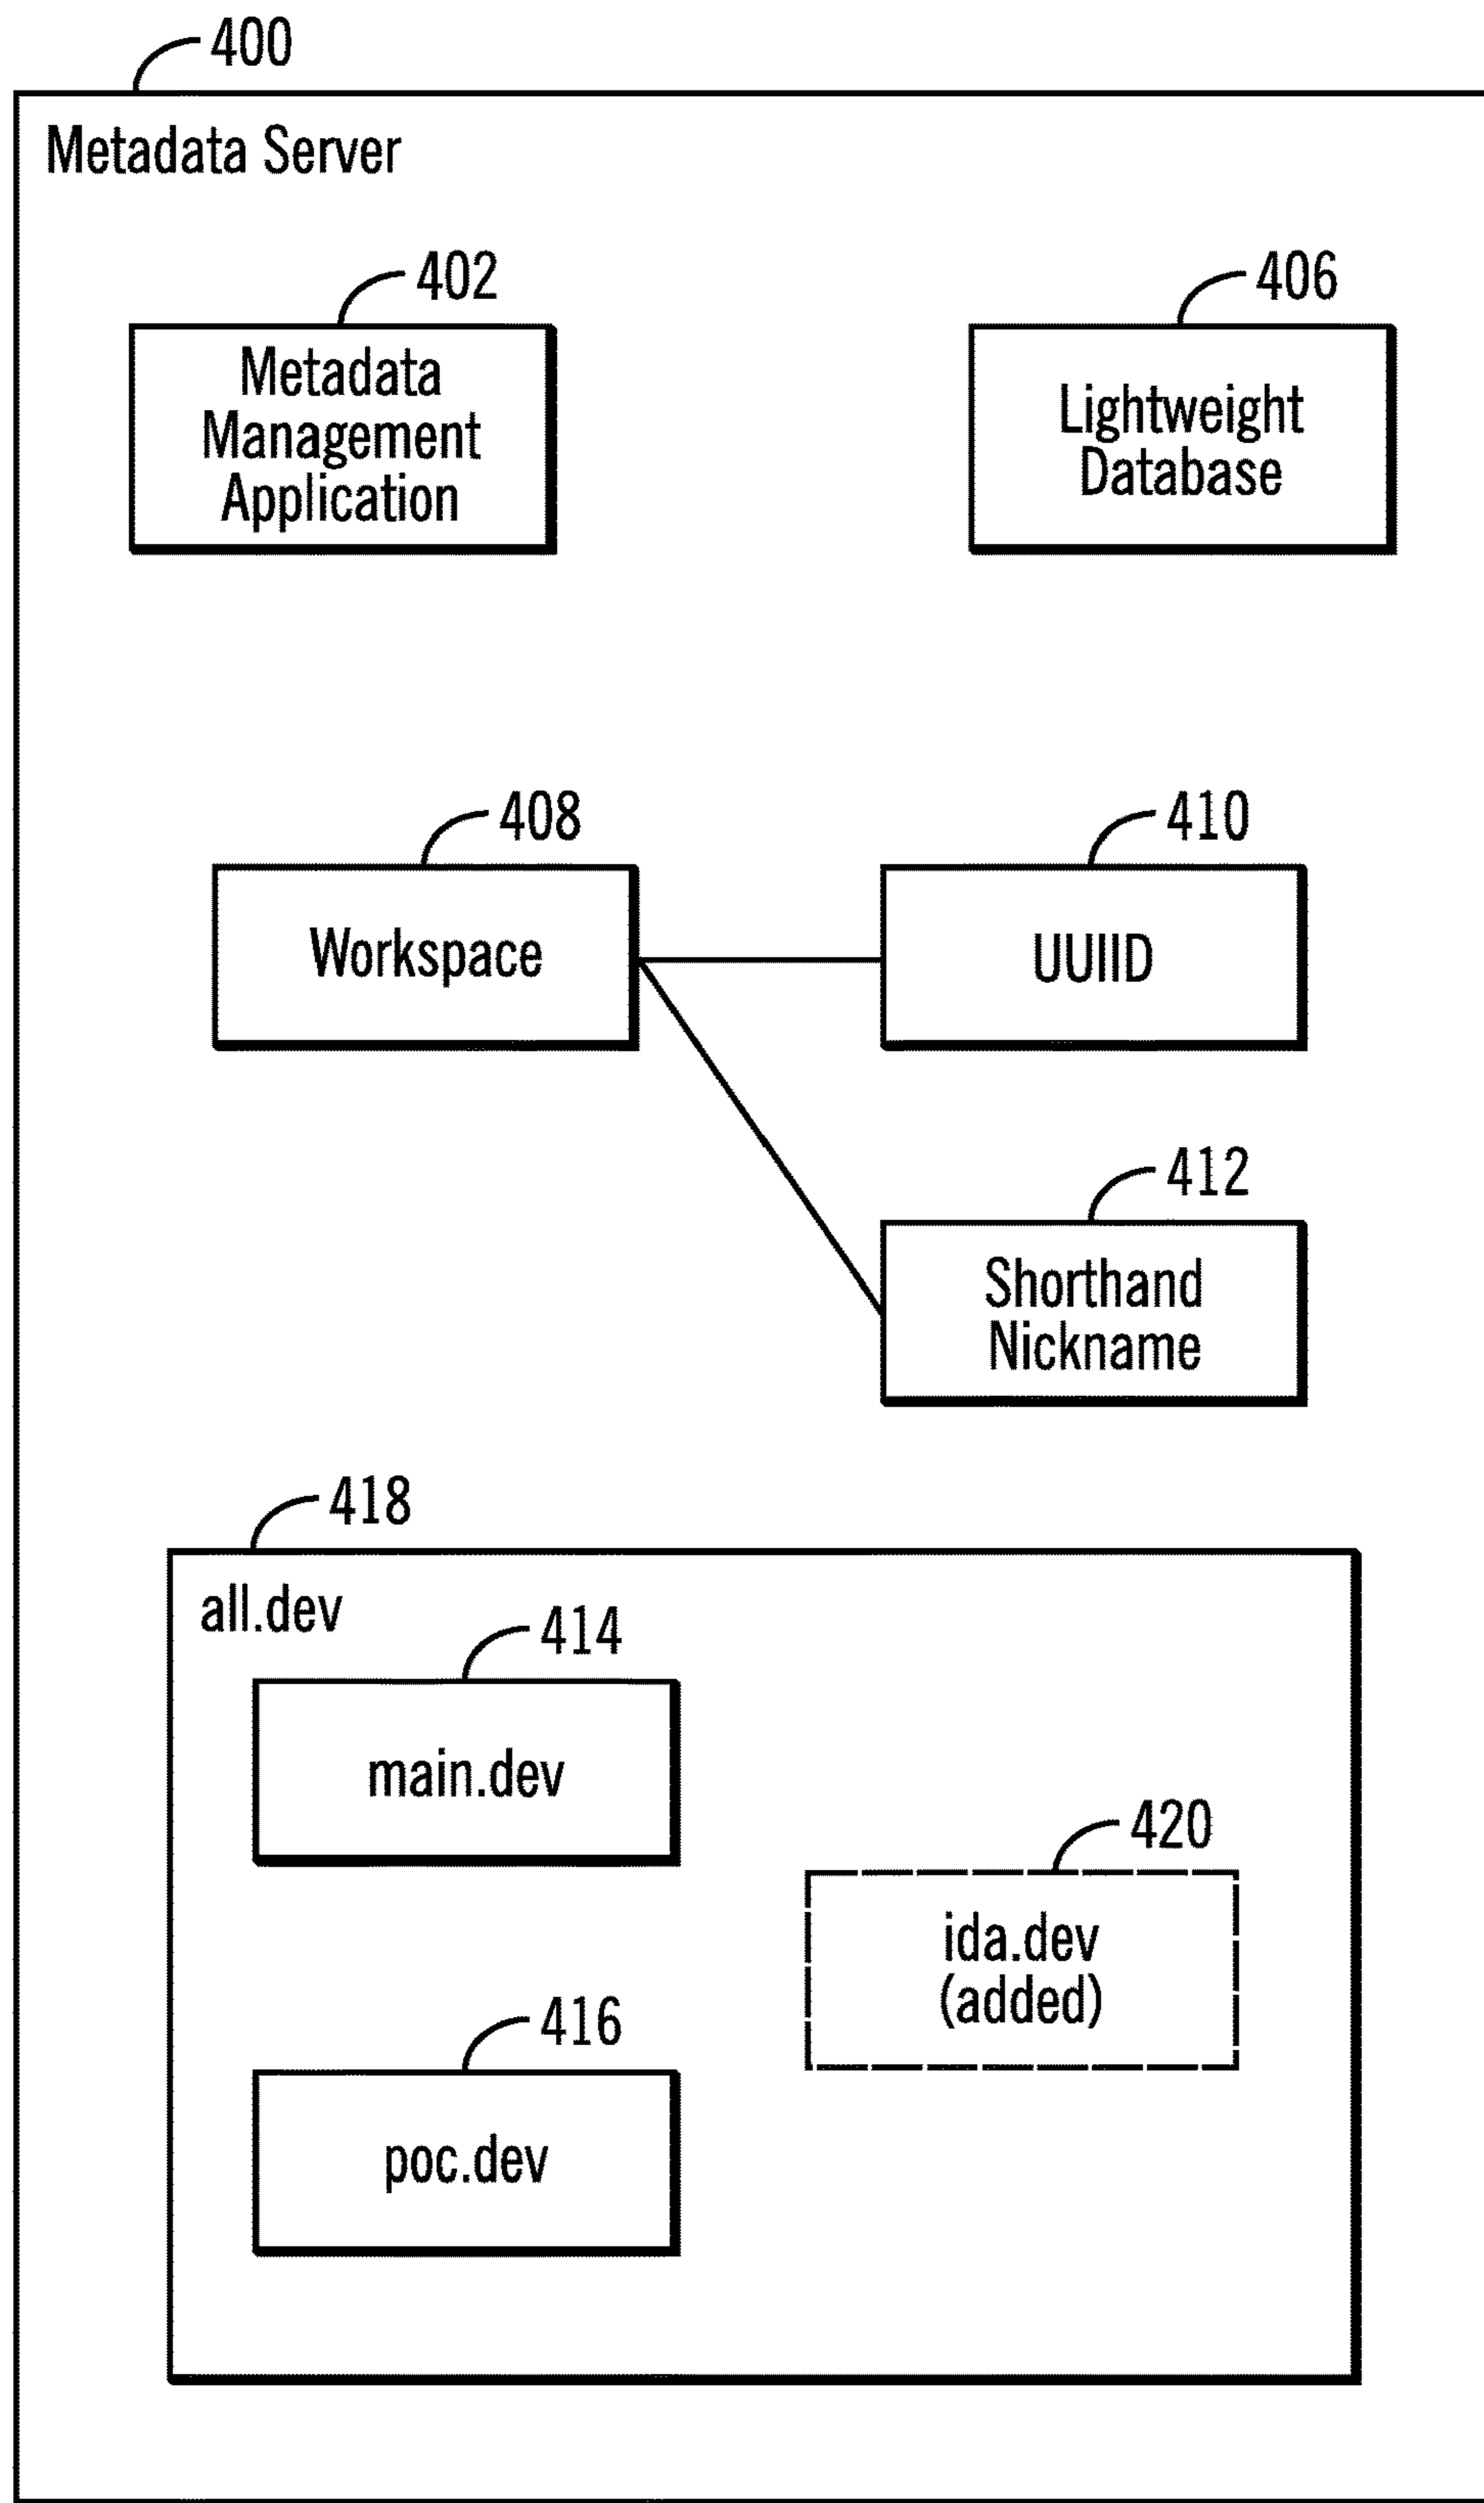 400
Metadata Server
402
Metadata
Management
Application
406
Lightweight
Database
408
Workspace
410
UUIID
412
Shorthand
Nickname
418
all.dev
414
main.dev
420
ida.dev
(added)
416
poc.dev